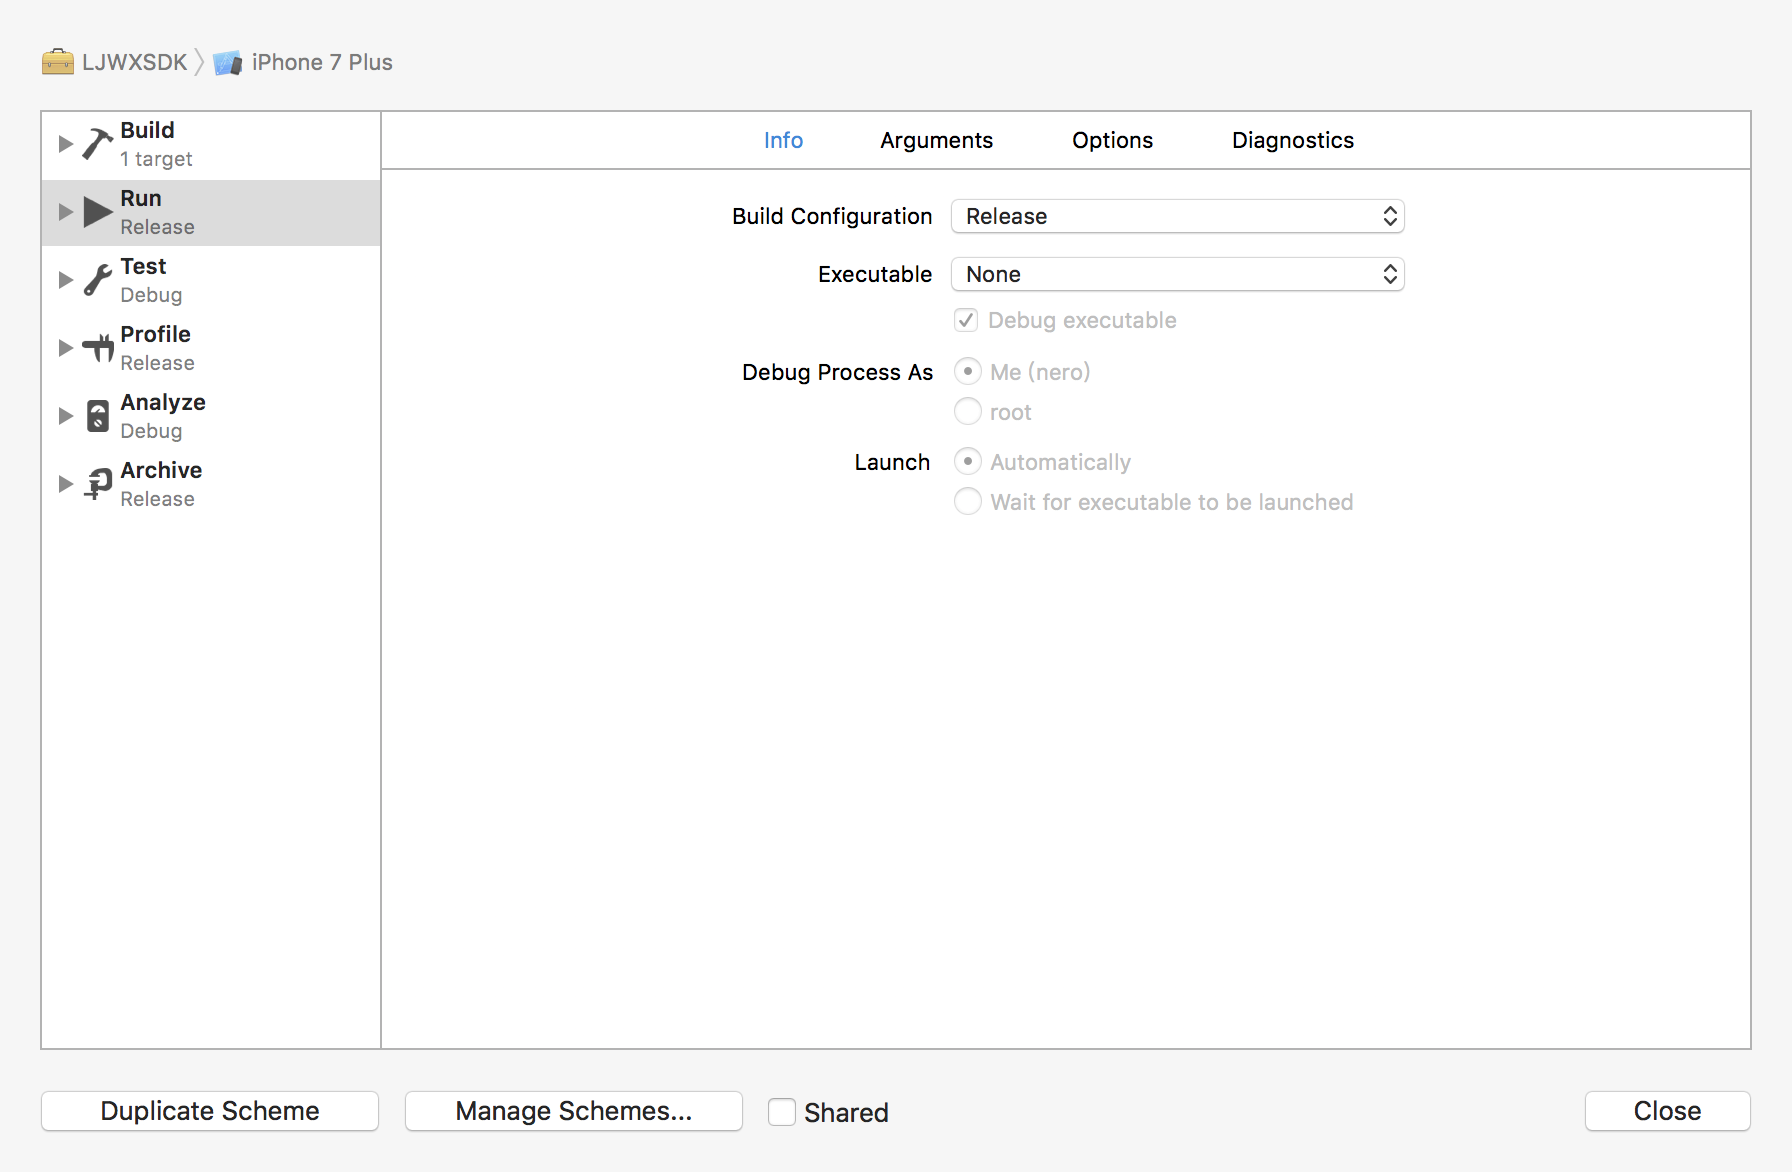 LJWXSDK iPhone 7 Plus
Build
1 target
Run
Release
Test
Debug
Profile
Release
Analyze
Debug
Archive
Release
Info Arguments Options Diagnostics
Build Configuration Release
Executable None
Debug executable
Debug Process As Me (nero)
root
Launch Automatically
Wait for executable to be launched
Duplicate Scheme Manage Schemes... Shared Close